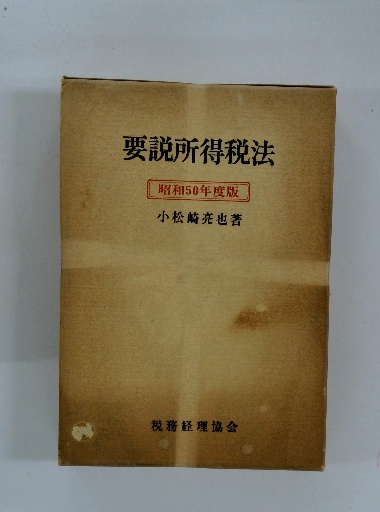 要説所得税法
昭和50年度版
小松崎亮也著
税務経理協会